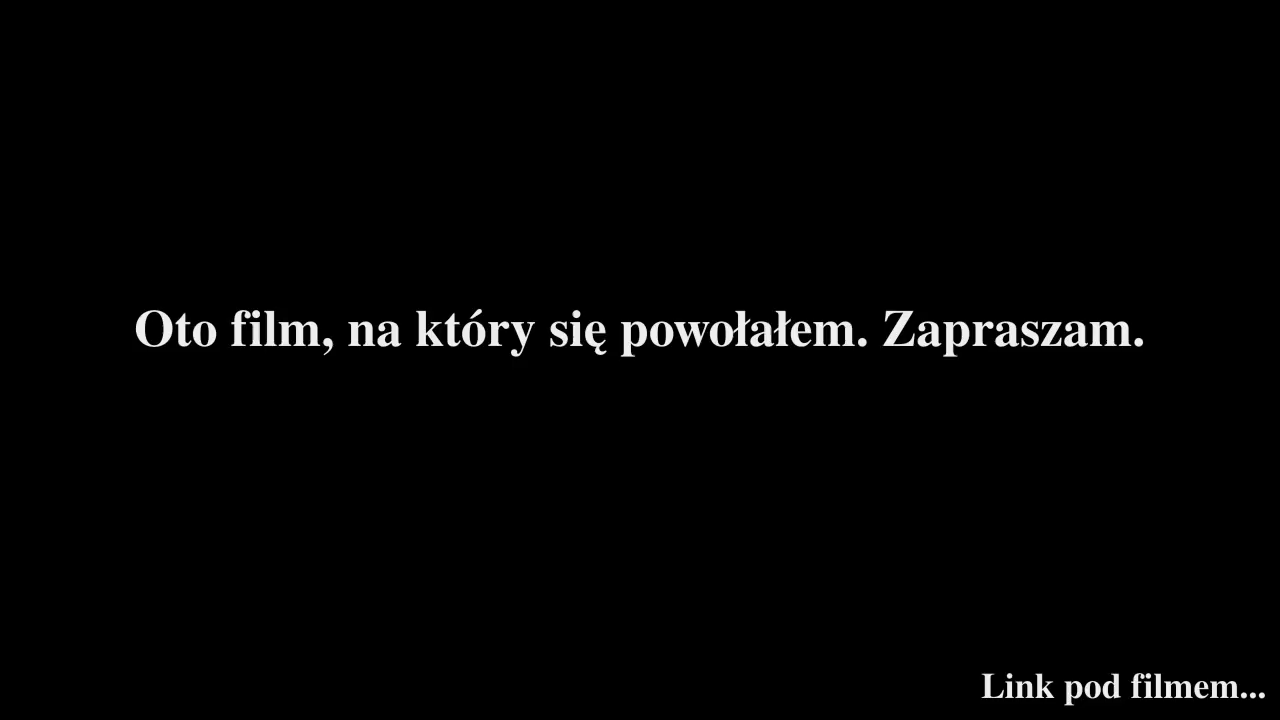 Oto film, na który się powołałem. Zapraszam.
Link pod filmem...